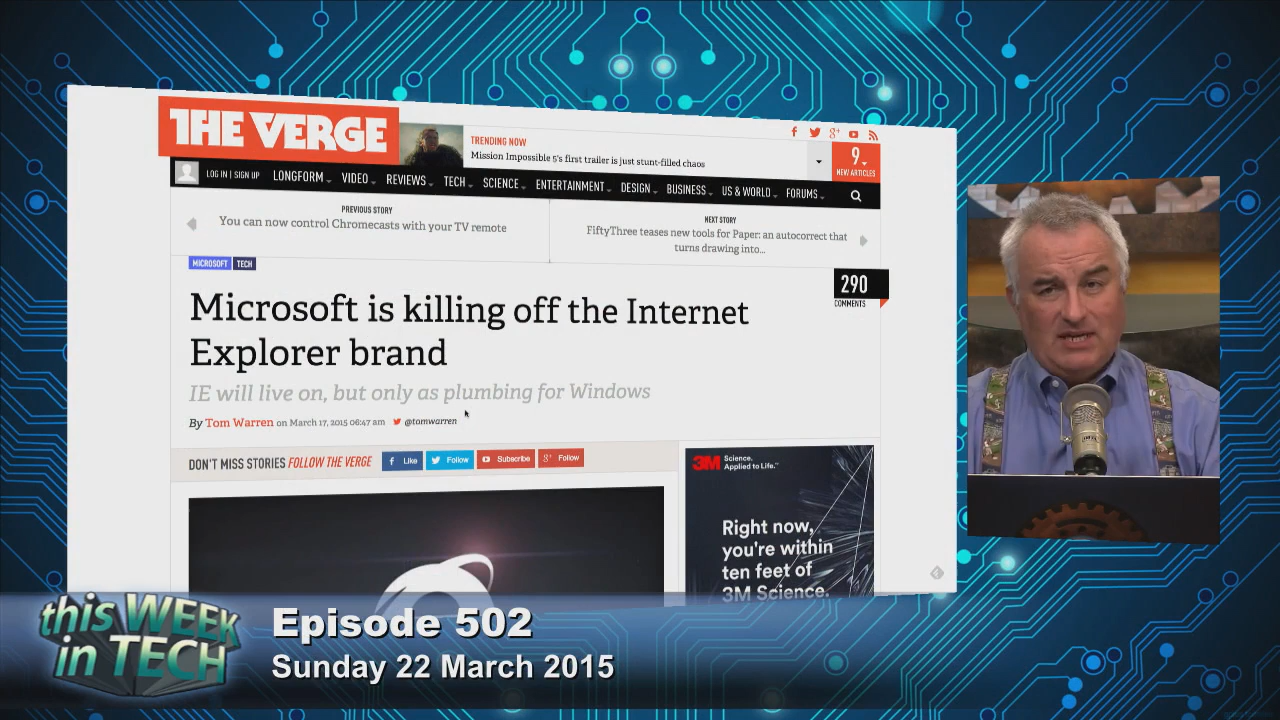 THE VERGE
TRENDING NOW
Mission Impossible 5's first trailer is just stunt-filled chaos
9
NEW ARTICLES
LOG IN | SIGN UP
LONGFORM VIDEO REVIEWS TECH SCIENCE ENTERTAINMENT DESIGN BUSINESS US & WORLD FORUMS
PREVIOUS STORY
You can now control Chromecasts with your TV remote
NEXT STORY
FiftyThree teases new tools for Paper: an autocorrect that
turns drawing into...
MICROSOFT TECH
290
COMMENTS
Microsoft is killing off the Internet
Explorer brand
IE will live on, but only as plumbing for Windows
By Tom Warren on March 17, 2015 06:47 am @tomwarren
DON'T MISS STORIES FOLLOW THE VERGE
f Like
Follow
Subscribe
g+ Follow
3M Science.
Applied to Life.™
Right now,
you're within
ten feet of
3M Science.
this WEEK
in TECH
Episode 502
Sunday 22 March 2015